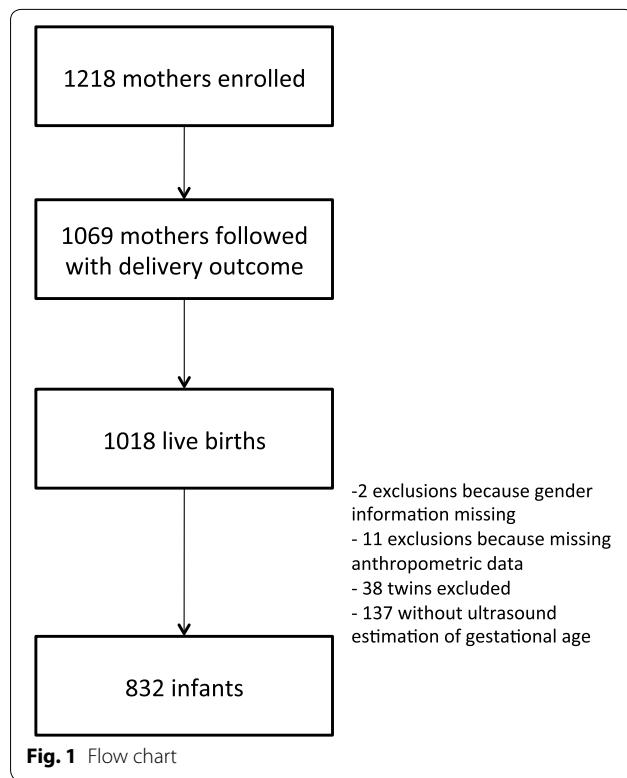 1218 mothers enrolled
1069 mothers followed
with delivery outcome
1018 live births
-2 exclusions because gender
information missing
- 11 exclusions because missing
anthropometric data
- 38 twins excluded
- 137 without ultrasound
estimation of gestational age
832 infants
Fig. 1 Flow chart